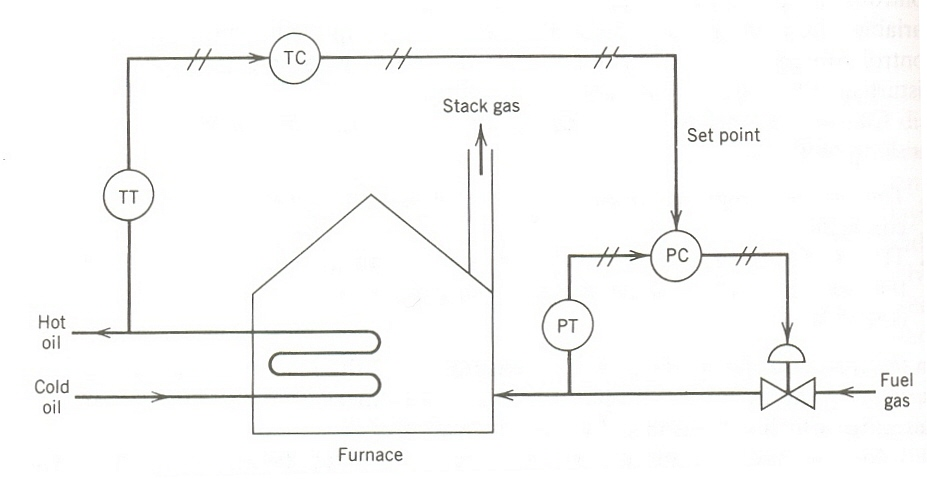 TC
Stack gas
Set point
TT
PC
PT
Hot
oil
Cold
oil
Fuel
gas
Furnace